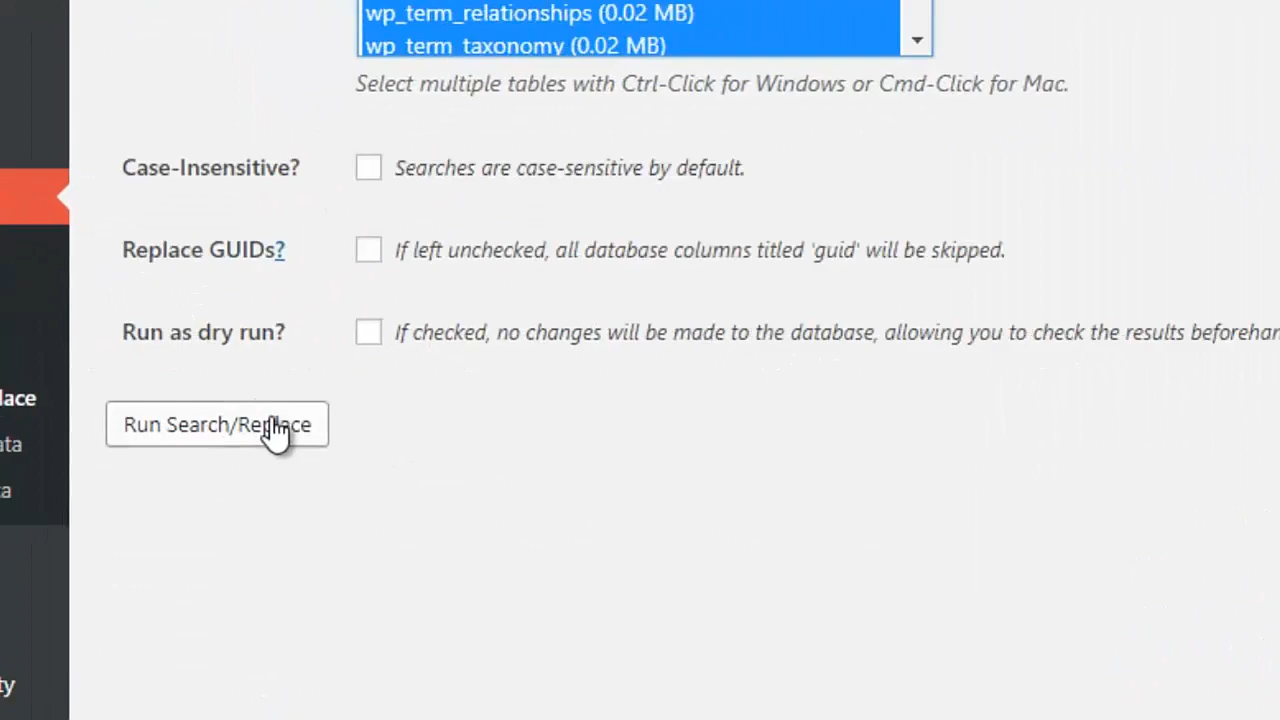 wp_term_relationships (0.02 MB)
wp_term_taxonomy (0.02 MB)
Select multiple tables with Ctrl-Click for Windows or Cmd-Click for Mac.
Case-Insensitive? Searches are case-sensitive by default.
Replace GUIDs? If left unchecked, all database columns titled 'guid' will be skipped.
Run as dry run? If checked, no changes will be made to the database, allowing you to check the results beforehan
lace
Run Search/Replace
ata
ta
ty